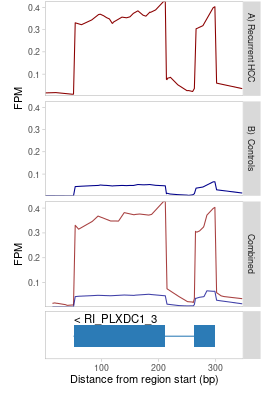 0.4
0.3
0.2
0.1
FPM
A) Recurrent HCC
0.4
0.3
0.2
0.1
B) Controls
0.4
0.3
0.2
0.1
FPM
Combined
< RI_PLXDC1_3
100
200
300
Distance from region start (bp)